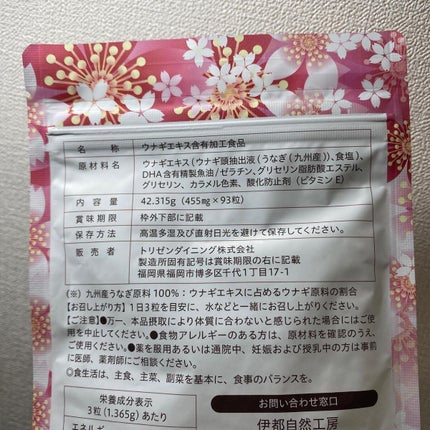 名 称 ウナギエキス含有加工食品
原材料名 ウナギエキス(ウナギ頭抽出液(うなぎ(九州産))、食塩)、
DHA含有精製魚油/ゼラチン、グリセリン脂肪酸エステル、
グリセリン、カラメル色素、酸化防止剤(ビタミンE)
内容量 42.315g(455mg×93粒)
賞味期限 枠外下部に記載
保存方法 高温多湿及び直射日光を避けて保存してください。
販売者 トリゼンダイニング株式会社
製造所固有記号は賞味期限の右に記載
福岡県福岡市博多区千代1丁目17-1
(※)九州産うなぎ原料100%:ウナギエキスに占めるウナギ原料の割合
【お召し上がり方】1日3粒を目安に、水などと一緒にお召し上がりください。
【ご注意】●万一、本品摂取により体質に合わないと感じられた場合にはご使
用を中止してください。●食物アレルギーのある方は、原材料を確認のうえ、
ご使用ください。●薬を服用あるいは通院中、妊娠および授乳中の方は事前
に医師、薬剤師にご相談ください。
◎食生活は、主食、主菜、副菜を基本に、食事のバランスを。
栄養成分表示
3粒(1.365g)あたり
エネルギー
お問い合わせ窓口
伊都自然工房